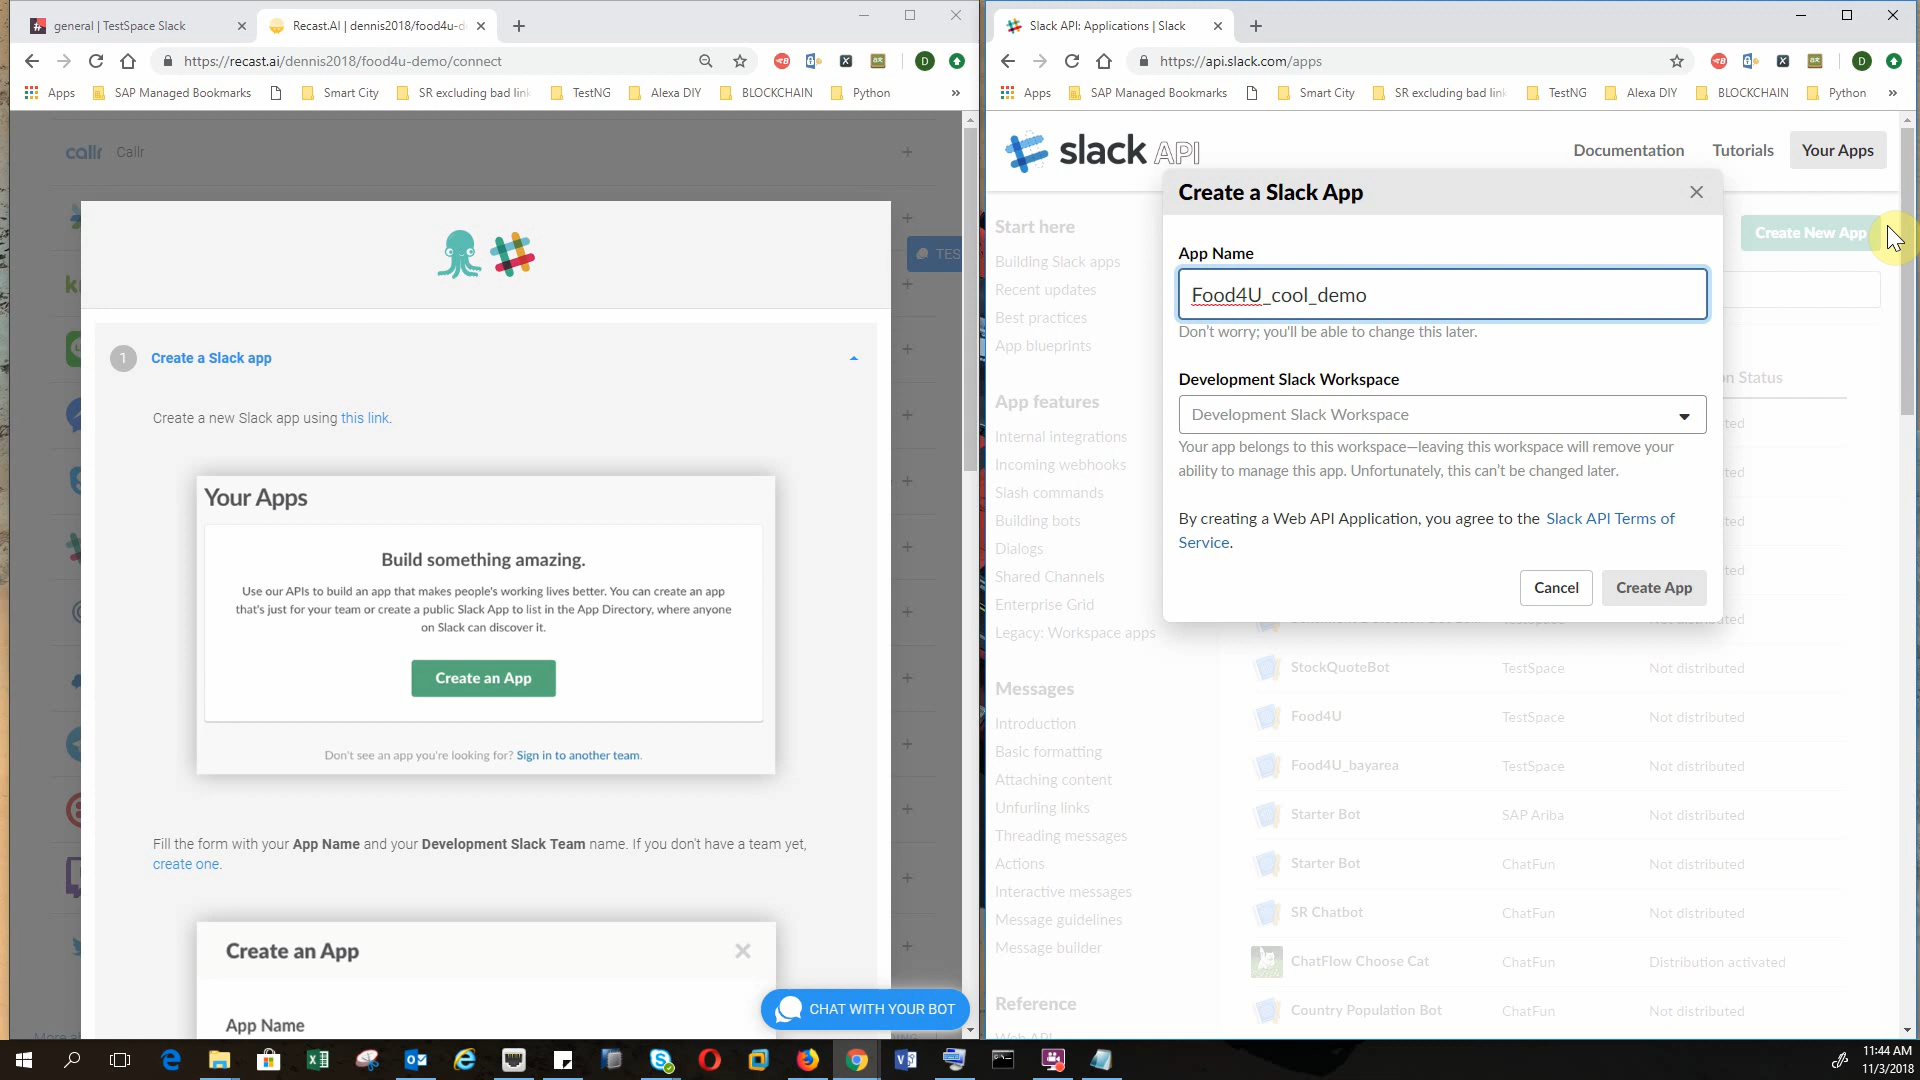 general | TestSpace Slack
Recast.AI | dennis2018/food4u-d
https://recast.ai/dennis2018/food4u-demo/connect
D
Apps
SAP Managed Bookmarks
Smart City
SR excluding bad link
TestNG
Alexa DIY
BLOCKCHAIN
Python
»
callr
Callr
TES
1
Create a Slack app
Create a new Slack app using this link.
Your Apps
Build something amazing.
Use our APIs to build an app that makes people's working lives better. You can create an app
that's just for your team or create a public Slack App to list in the App Directory, where anyone
on Slack can discover it.
Create an App
Don't see an app you're looking for? Sign in to another team.
Fill the form with your App Name and your Development Slack Team name. If you don't have a team yet,
create one.
Create an App
App Name
CHAT WITH YOUR BOT
Slack API: Applications | Slack
https://api.slack.com/apps
D
Apps
SAP Managed Bookmarks
Smart City
SR excluding bad link
TestNG
Alexa DIY
BLOCKCHAIN
Python
»
slack API
Documentation
Tutorials
Your Apps
Create New App
Start here
Building Slack apps
Recent updates
Best practices
App blueprints
App features
Internal integrations
Incoming webhooks
Slash commands
Building bots
Dialogs
Shared Channels
Enterprise Grid
Legacy: Workspace apps
Messages
Introduction
Basic formatting
Attaching content
Unfurling links
Threading messages
Actions
Interactive messages
Message guidelines
Message builder
Reference
Create a Slack App
App Name
Food4U_cool_demo
Don't worry; you'll be able to change this later.
Development Slack Workspace
Development Slack Workspace
Your app belongs to this workspace—leaving this workspace will remove your
ability to manage this app. Unfortunately, this can't be changed later.
By creating a Web API Application, you agree to the Slack API Terms of
Service.
Cancel
Create App
n Status
StockQuoteBot TestSpace Not distributed
Food4U TestSpace Not distributed
Food4U_bayarea TestSpace Not distributed
Starter Bot SAP Ariba Not distributed
Starter Bot ChatFun Not distributed
SR Chatbot ChatFun Not distributed
ChatFlow Choose Cat ChatFun Distribution activated
Country Population Bot ChatFun Not distributed
11:44 AM
11/3/2018